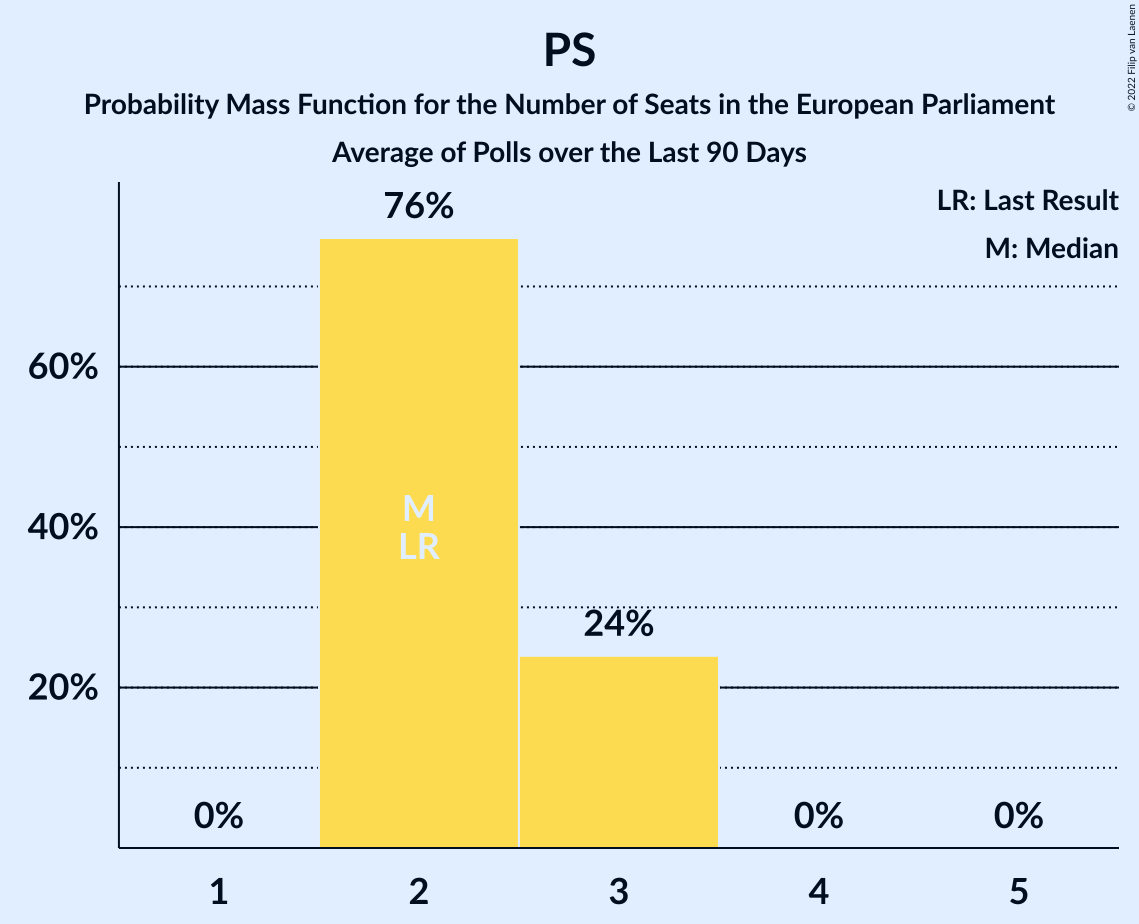 PS
Probability Mass Function for the Number of Seats in the European Parliament
Average of Polls over the Last 90 Days
© 2022 Filip van Laenen
LR: Last Result
M: Median
76%
60%
40%
20%
M
LR
24%
0%
0%
0%
1
2
3
4
5